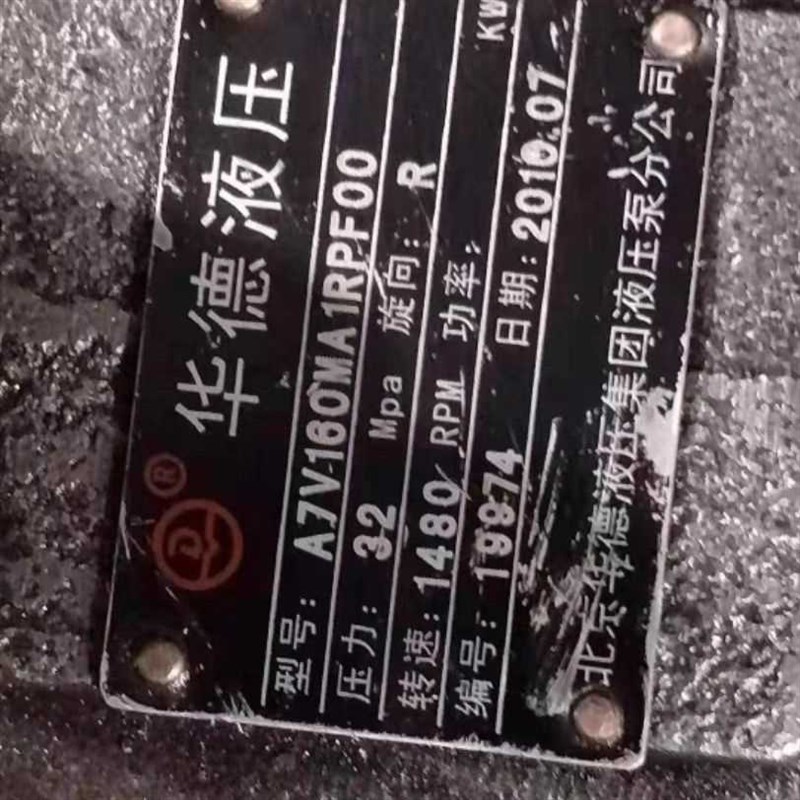 ® 华德液压
型号: A7V160MA1RPF00
压力: 32 Mpa 旋向: R
转速: 1480 RPM 功率: KW
编号: 19974 日期: 2010.07
北京华德液压集团液压泵分公司